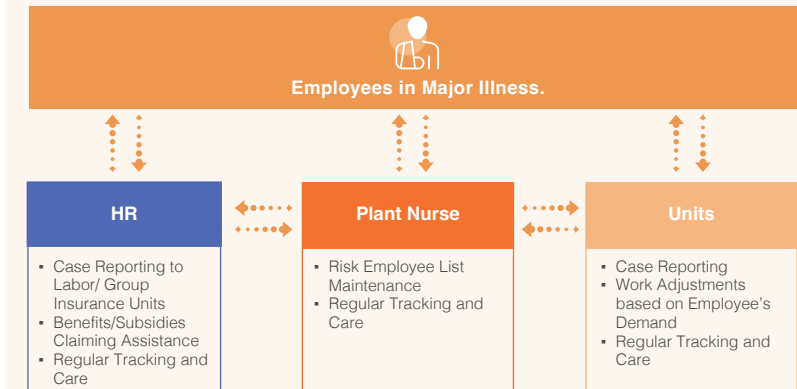 Employees in Major Illness.
HR
▪ Case Reporting to
Labor/ Group
Insurance Units
▪ Benefits/Subsidies
Claiming Assistance
▪ Regular Tracking and
Care
Plant Nurse
▪ Risk Employee List
Maintenance
▪ Regular Tracking and
Care
Units
▪ Case Reporting
▪ Work Adjustments
based on Employee’s
Demand
▪ Regular Tracking and
Care